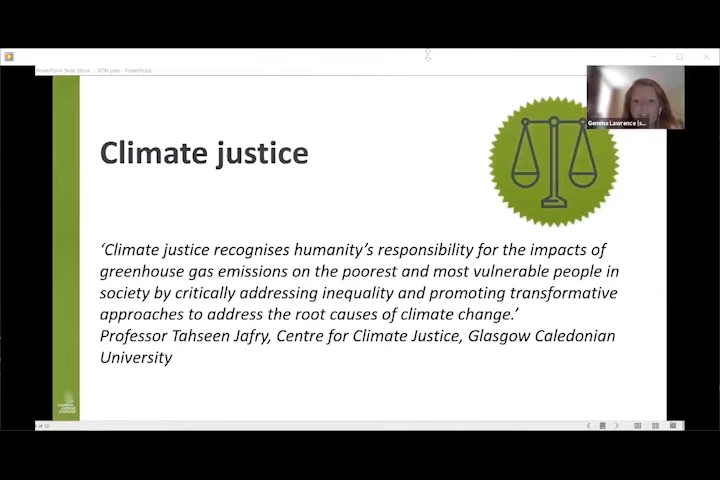 PowerPoint Slide Show - KON pres - PowerPoint
Gemma Lawrence (s...
Climate justice
‘Climate justice recognises humanity’s responsibility for the impacts of
greenhouse gas emissions on the poorest and most vulnerable people in
society by critically addressing inequality and promoting transformative
approaches to address the root causes of climate change.’
Professor Tahseen Jafry, Centre for Climate Justice, Glasgow Caledonian
University